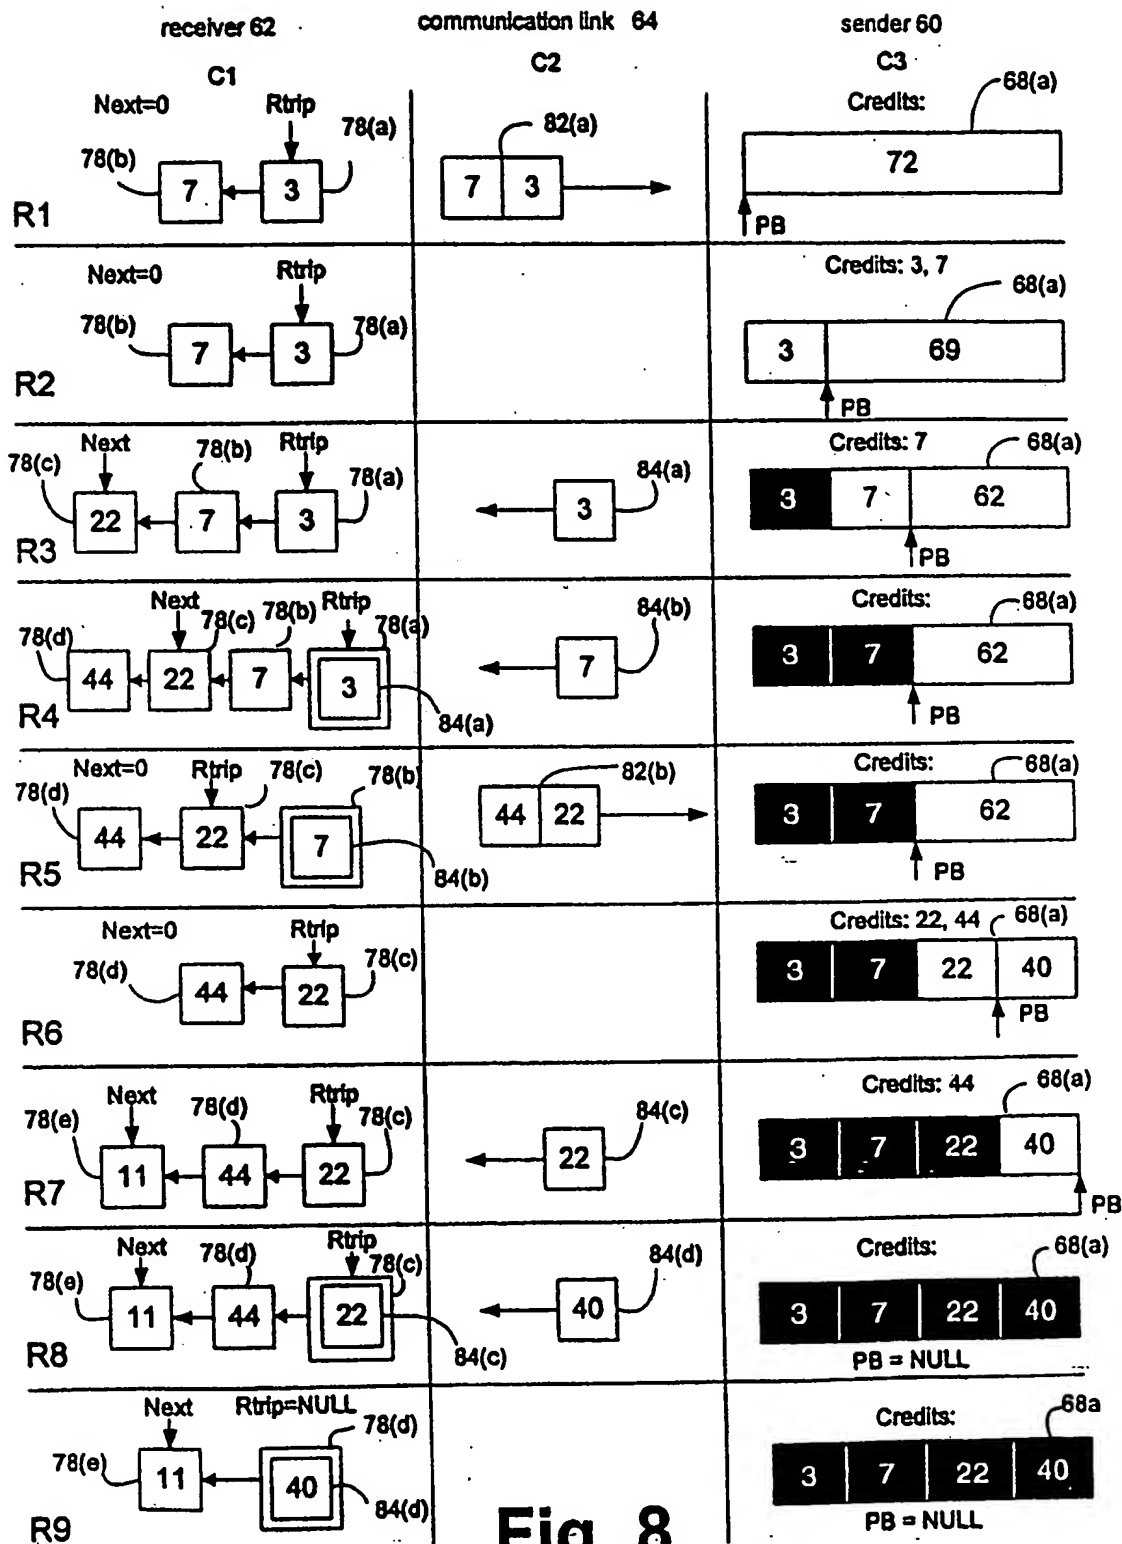 receiver 62
communication link 64
sender 60
C1
C2
C3
Next=0
Rtrip
78(a)
78(b)
7
3
82(a)
7
3
Credits:
68(a)
72
PB
R1
Next=0
Rtrip
78(b)
78(a)
7
3
Credits: 3, 7
68(a)
3
69
PB
R2
Next
78(b)
Rtrip
78(c)
78(a)
22
7
3
84(a)
3
Credits: 7
68(a)
3
7
62
PB
R3
Next
78(c)
78(b)
Rtrip
78(a)
78(d)
44
22
7
3
84(a)
84(b)
7
Credits:
68(a)
3
7
62
PB
R4
Next=0
Rtrip
78(c)
78(b)
78(d)
44
22
7
84(b)
82(b)
44
22
Credits:
68(a)
3
7
62
PB
R5
Next=0
Rtrip
78(d)
78(c)
44
22
Credits: 22, 44
68(a)
3
7
22
40
PB
R6
Next
78(d)
Rtrip
78(c)
78(e)
11
44
22
84(c)
22
Credits: 44
68(a)
3
7
22
40
PB
R7
Next
78(d)
Rtrip
78(c)
78(e)
11
44
22
84(c)
84(d)
40
Credits:
68(a)
3
7
22
40
PB = NULL
R8
Next
Rtrip=NULL
78(d)
78(e)
11
40
84(d)
Credits:
68a
3
7
22
40
PB = NULL
R9
Fig. 8